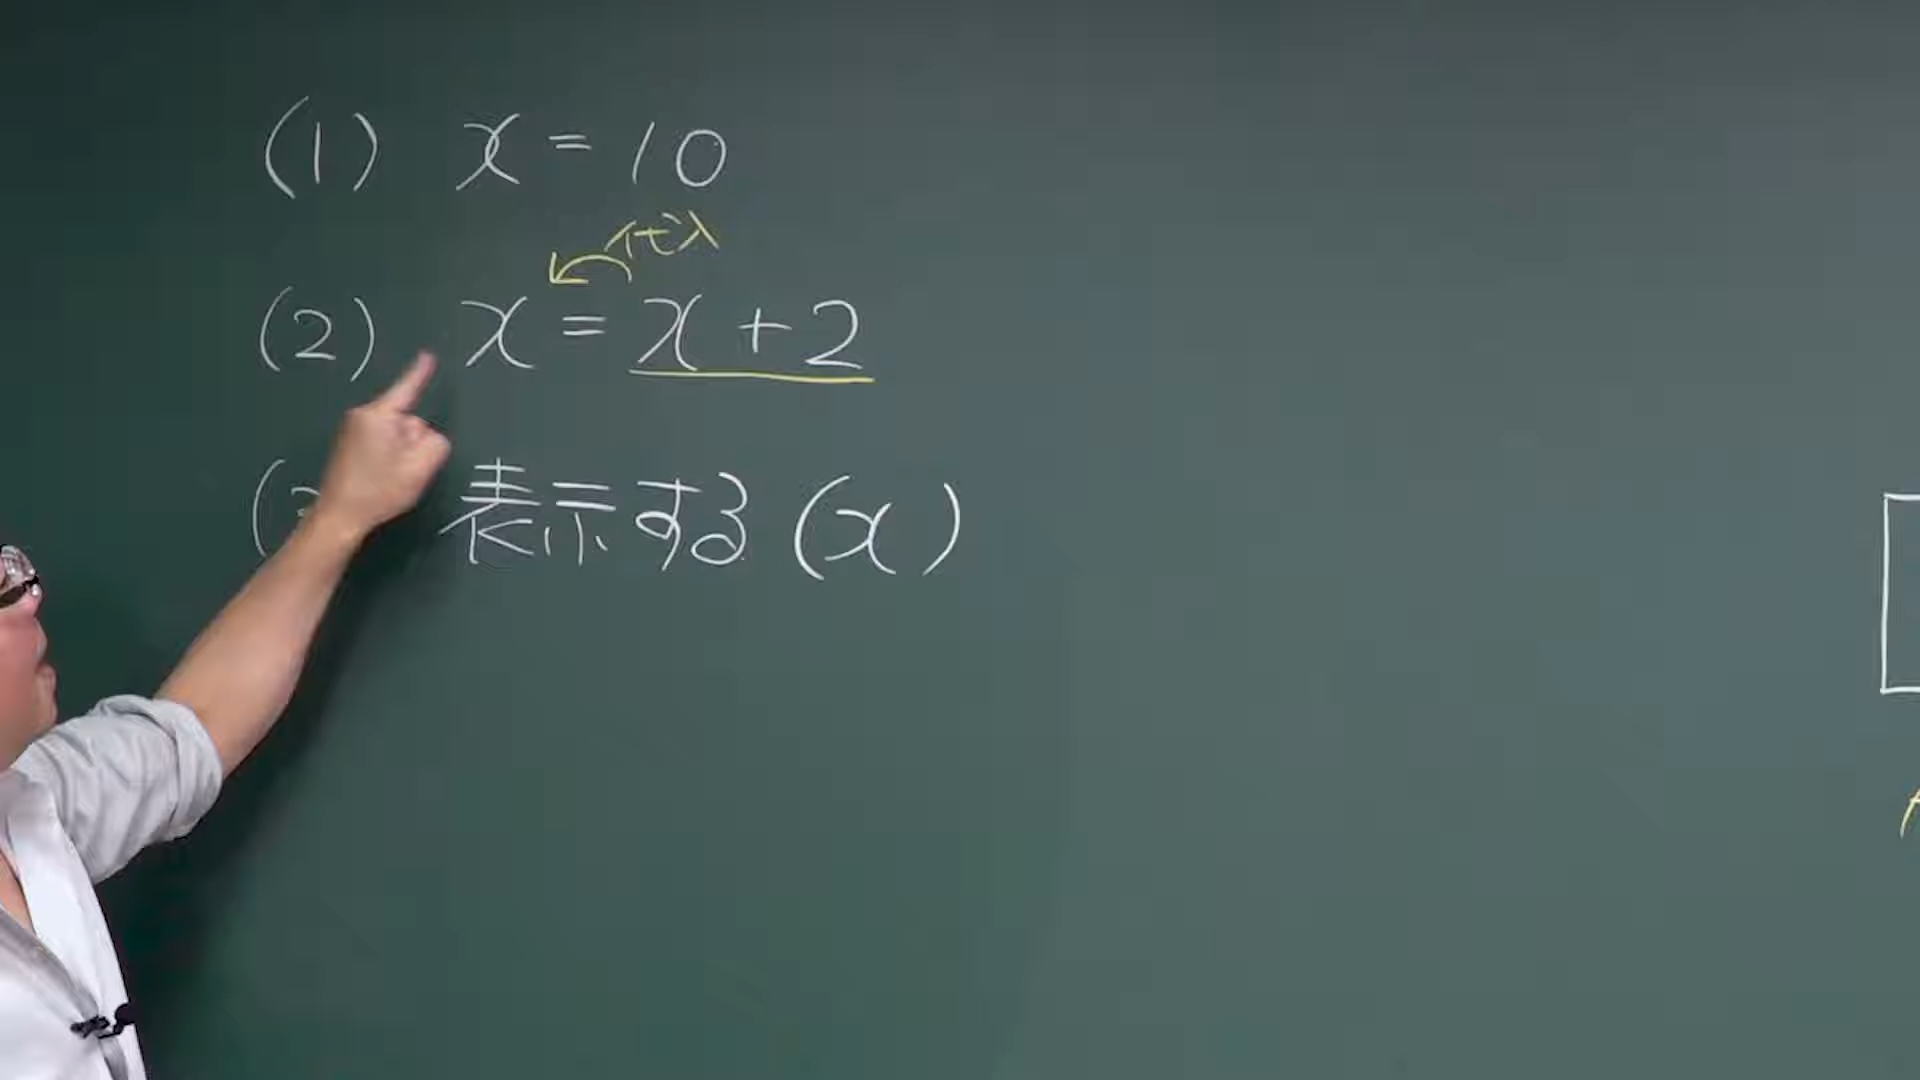 (1) x = 10
代入
(2) x = x + 2
表示する (x)